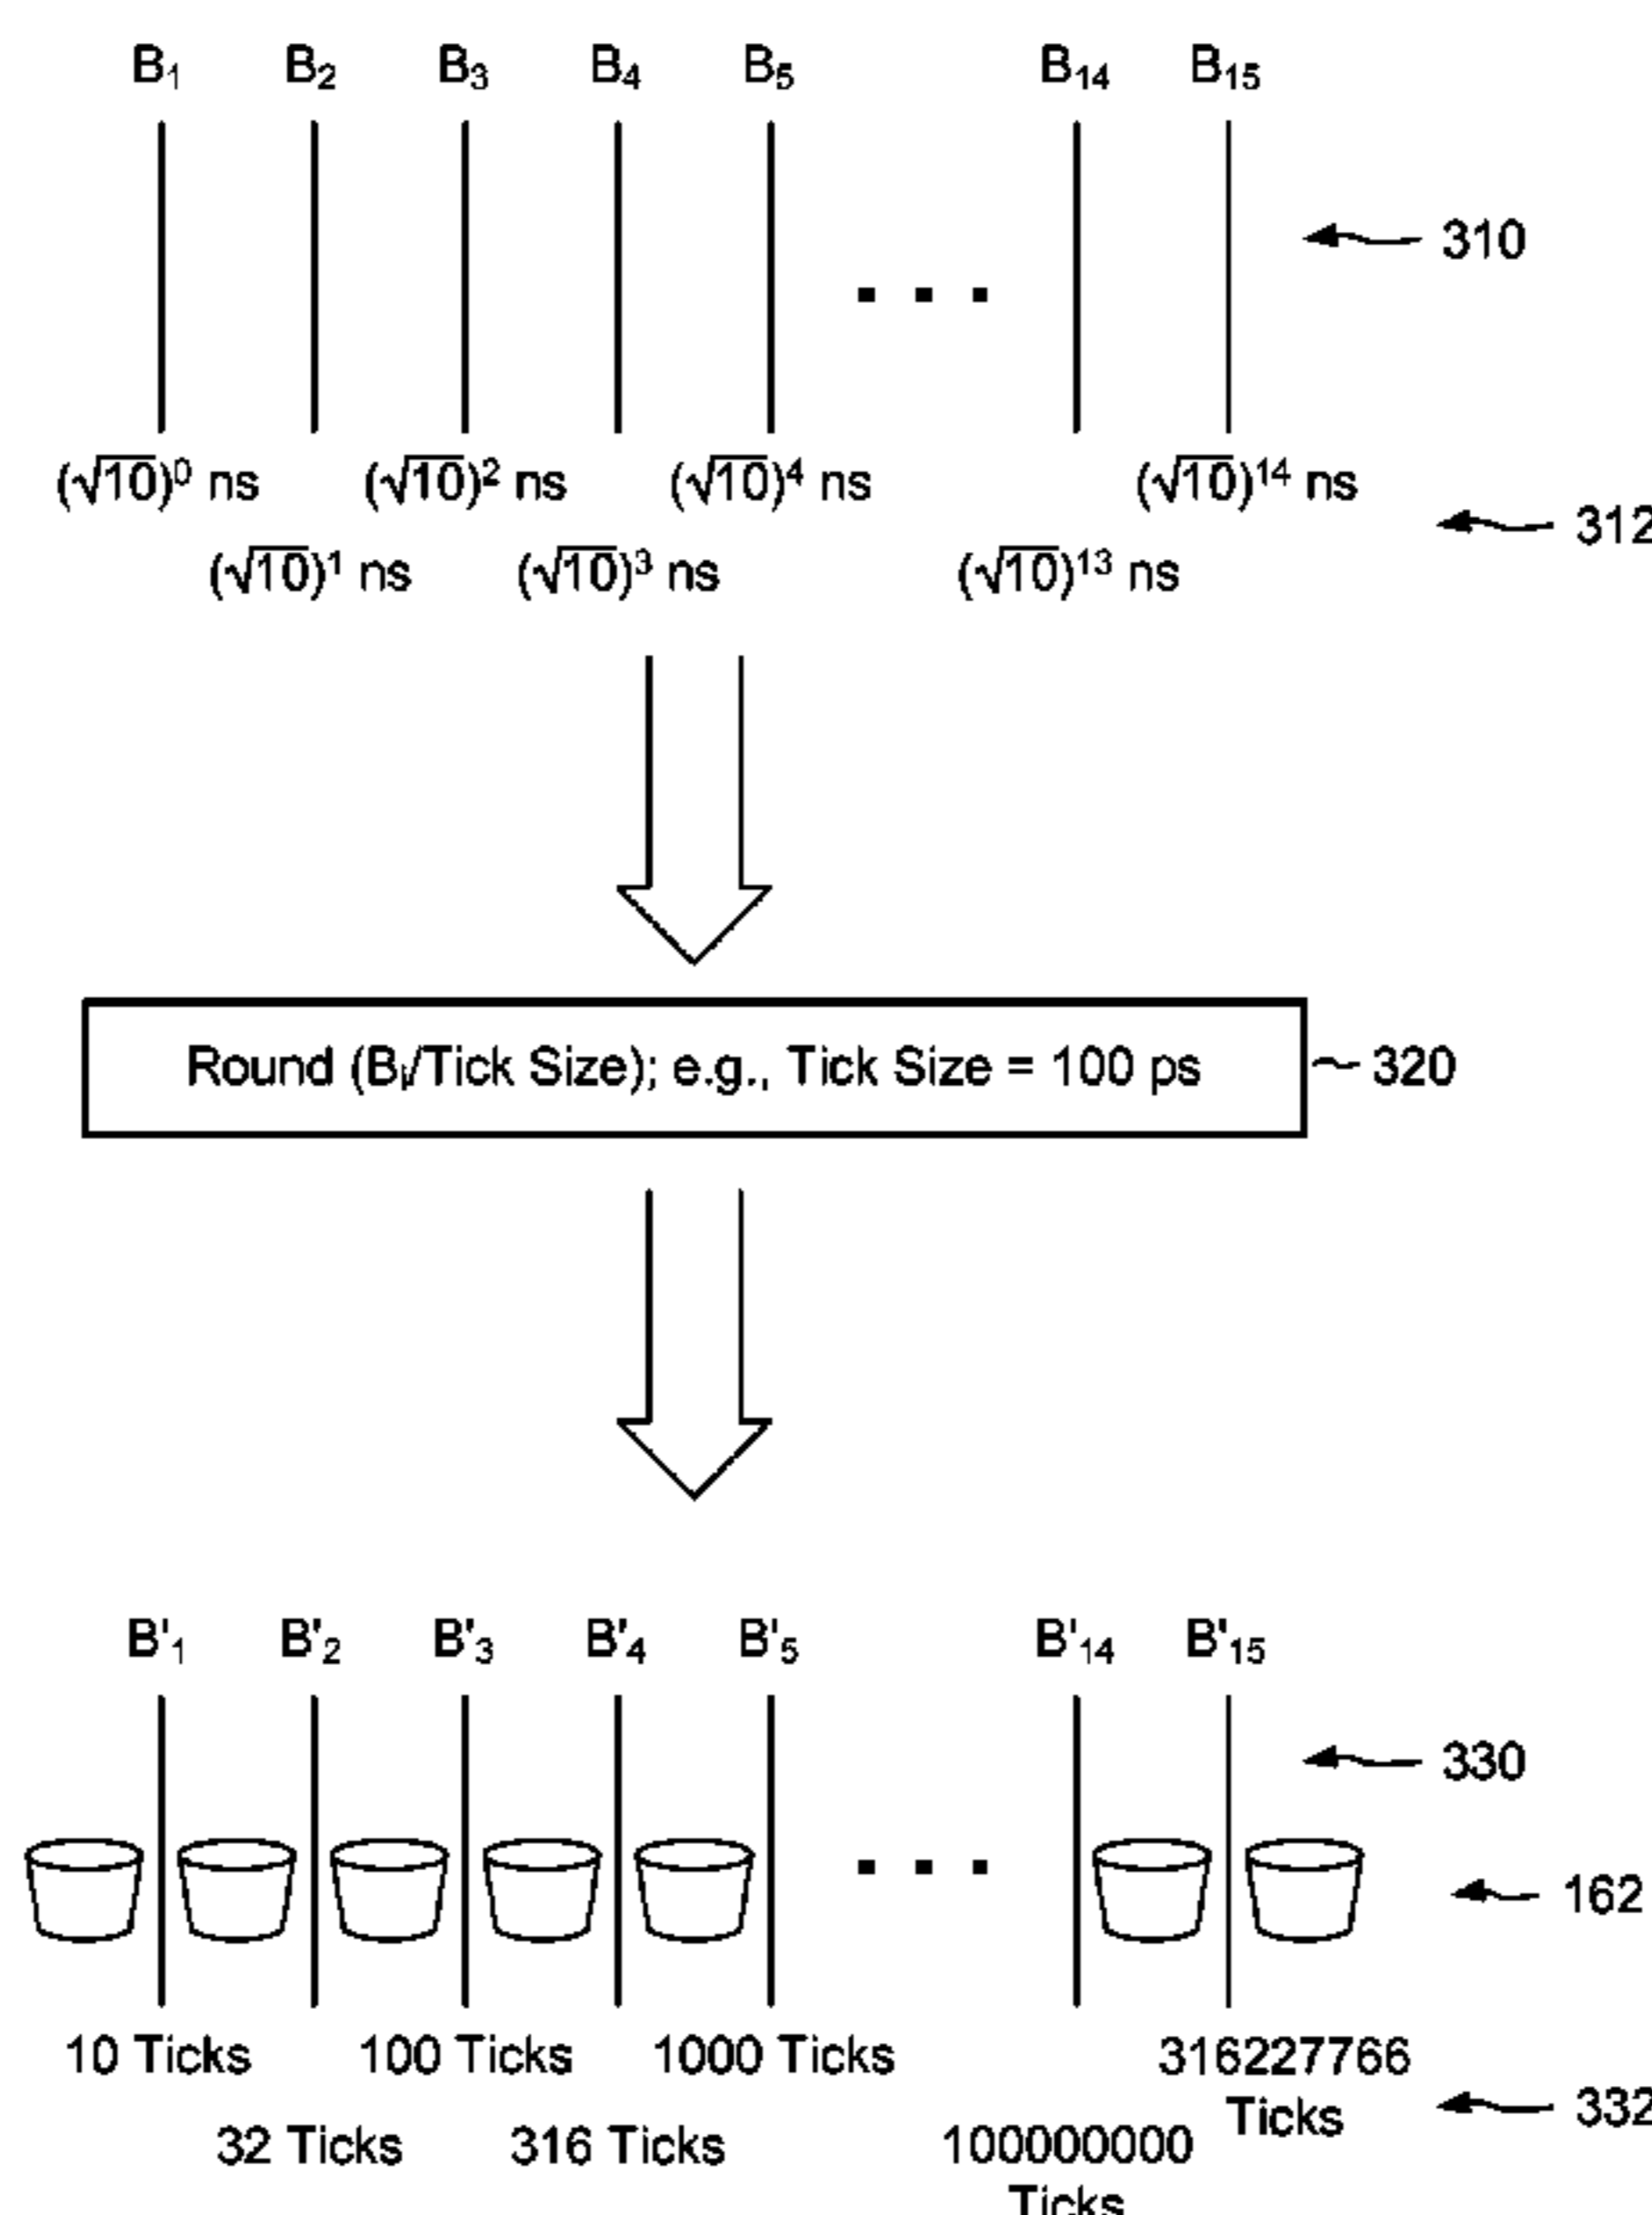 B₁ B₂ B₃ B₄ B₅ B₁₄ B₁₅
310
(√10)⁰ ns (√10)² ns (√10)⁴ ns (√10)¹⁴ ns
312
(√10)¹ ns (√10)³ ns (√10)¹³ ns
Round (Bᵢ/Tick Size); e.g., Tick Size = 100 ps
320
B'₁ B'₂ B'₃ B'₄ B'₅ B'₁₄ B'₁₅
330
162
10 Ticks 100 Ticks 1000 Ticks 316227766
Ticks
332
32 Ticks 316 Ticks 100000000
Ticks